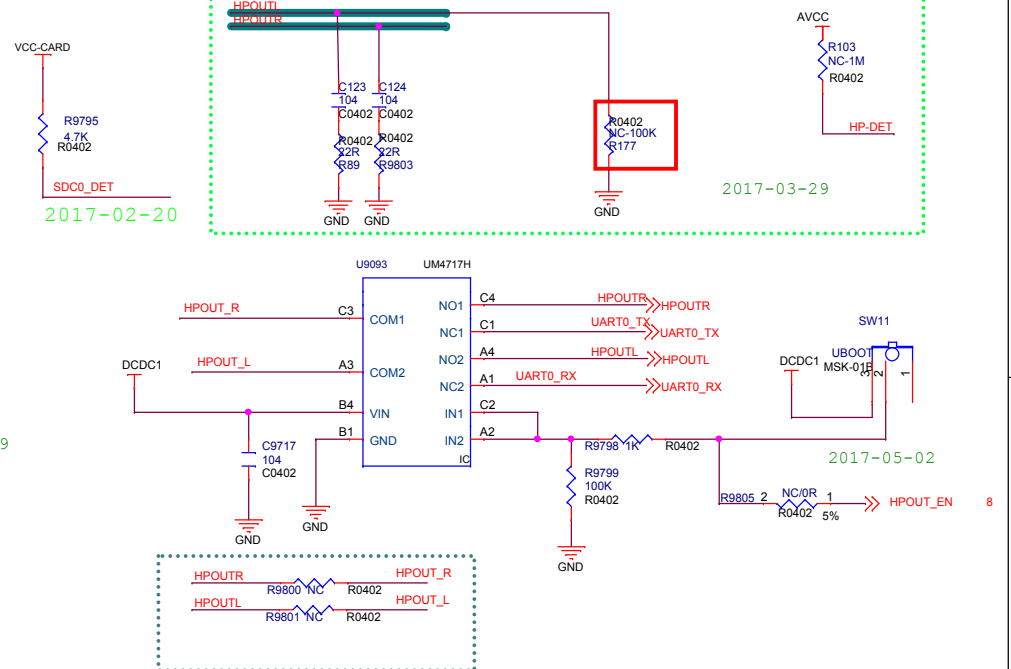 HPOUTL
HPOUTR
AVCC
R103
NC-1M
R0402
HP-DET
VCC-CARD
R9795
4.7K
R0402
SDC0_DET
2017-02-20
C123
104
C0402
C124
104
C0402
R0402
22R
R89
R0402
22R
R9803
R0402
NC-100K
R177
GND
GND
GND
2017-03-29
U9093
UM4717H
HPOUT_R
C3
COM1
HPOUT_L
A3
COM2
DCDC1
B4
VIN
B1
GND
NO1
C4
HPOUTR
HPOUTR
NC1
C1
UART0_TX
UART0_TX
NO2
A4
HPOUTL
HPOUTL
NC2
A1
UART0_RX
UART0_RX
IN1
C2
IN2
A2
IC
C9717
104
C0402
GND
GND
R9798
1K
R0402
R9799
100K
R0402
GND
SW11
UBOOT
MSK-01B
DCDC1
3
2
1
2017-05-02
R9805
2
NC/0R
1
R0402
5%
HPOUT_EN
8
9
HPOUTR
R9800
NC
R0402
HPOUT_R
HPOUTL
R9801
NC
R0402
HPOUT_L